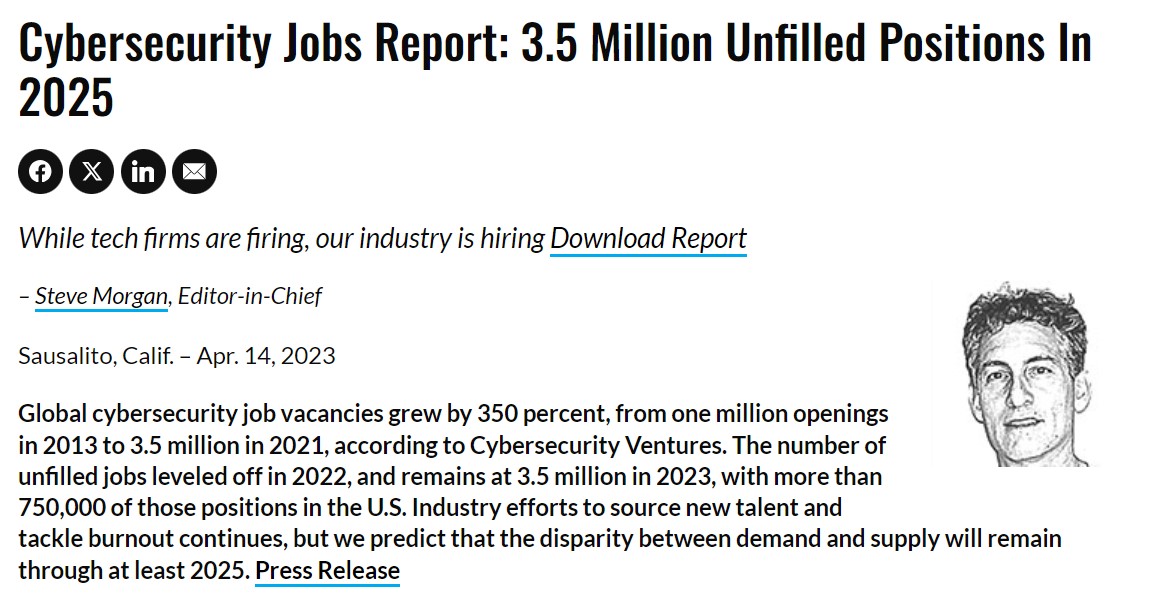 Cybersecurity Jobs Report: 3.5 Million Unfilled Positions In
2025
While tech firms are firing, our industry is hiring Download Report
– Steve Morgan, Editor-in-Chief
Sausalito, Calif. – Apr. 14, 2023
Global cybersecurity job vacancies grew by 350 percent, from one million openings
in 2013 to 3.5 million in 2021, according to Cybersecurity Ventures. The number of
unfilled jobs leveled off in 2022, and remains at 3.5 million in 2023, with more than
750,000 of those positions in the U.S. Industry efforts to source new talent and
tackle burnout continues, but we predict that the disparity between demand and supply will remain
through at least 2025. Press Release